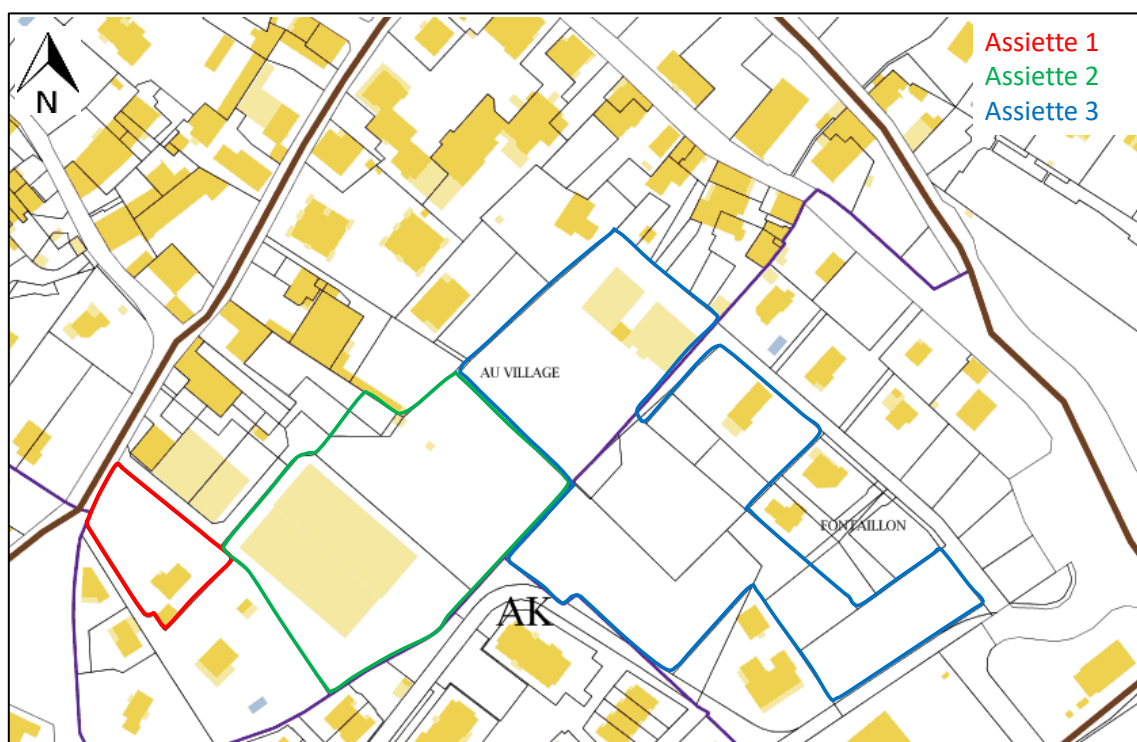 N
Assiette 1
Assiette 2
Assiette 3
AU VILLAGE
FONTAILLON
AK